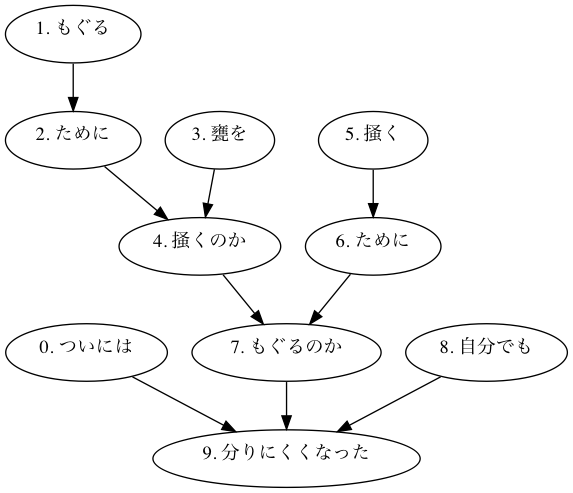 1. もぐる
2. ために
3. 甕を
5. 掻く
4. 掻くのか
6. ために
0. ついには
7. もぐるのか
8. 自分でも
9. 分りにくくなった